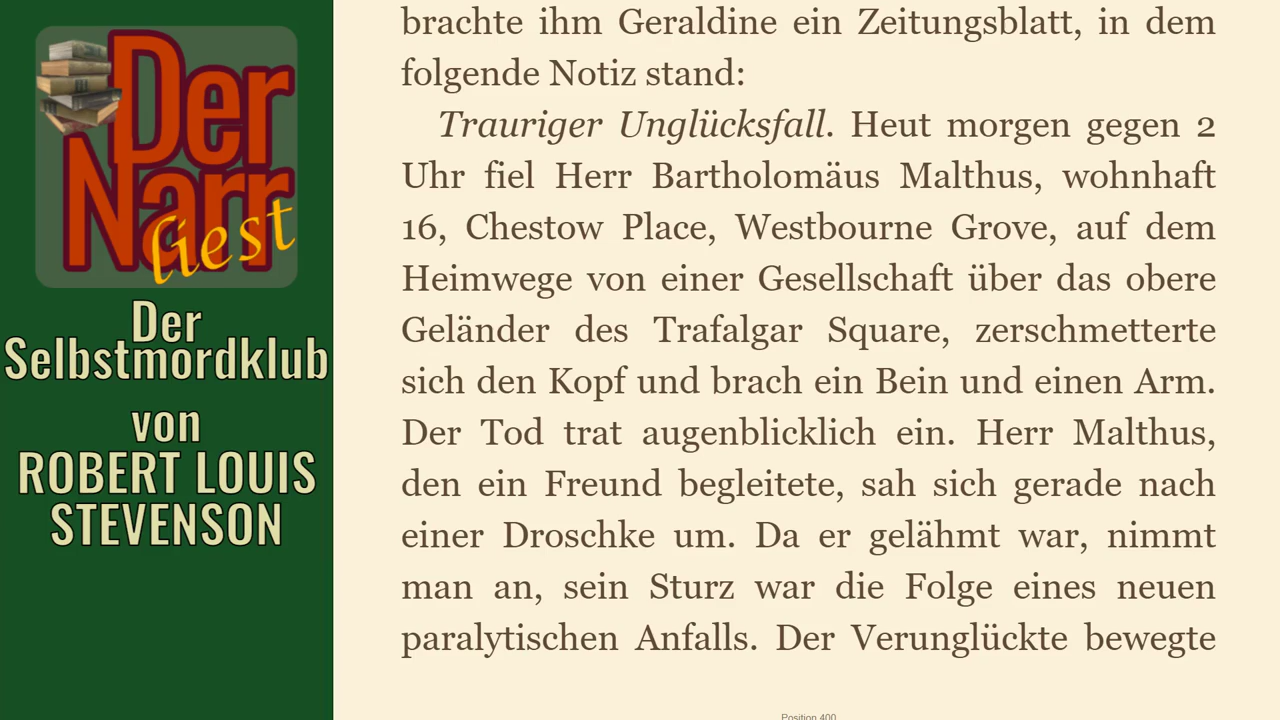 Der
Narr
liest
Der
Selbstmordklub
von
ROBERT LOUIS
STEVENSON
brachte ihm Geraldine ein Zeitungsblatt, in dem
folgende Notiz stand:
Trauriger Unglücksfall. Heut morgen gegen 2
Uhr fiel Herr Bartholomäus Malthus, wohnhaft
16, Chestow Place, Westbourne Grove, auf dem
Heimwege von einer Gesellschaft über das obere
Geländer des Trafalgar Square, zerschmetterte
sich den Kopf und brach ein Bein und einen Arm.
Der Tod trat augenblicklich ein. Herr Malthus,
den ein Freund begleitete, sah sich gerade nach
einer Droschke um. Da er gelähmt war, nimmt
man an, sein Sturz war die Folge eines neuen
paralytischen Anfalls. Der Verunglückte bewegte
Position 400